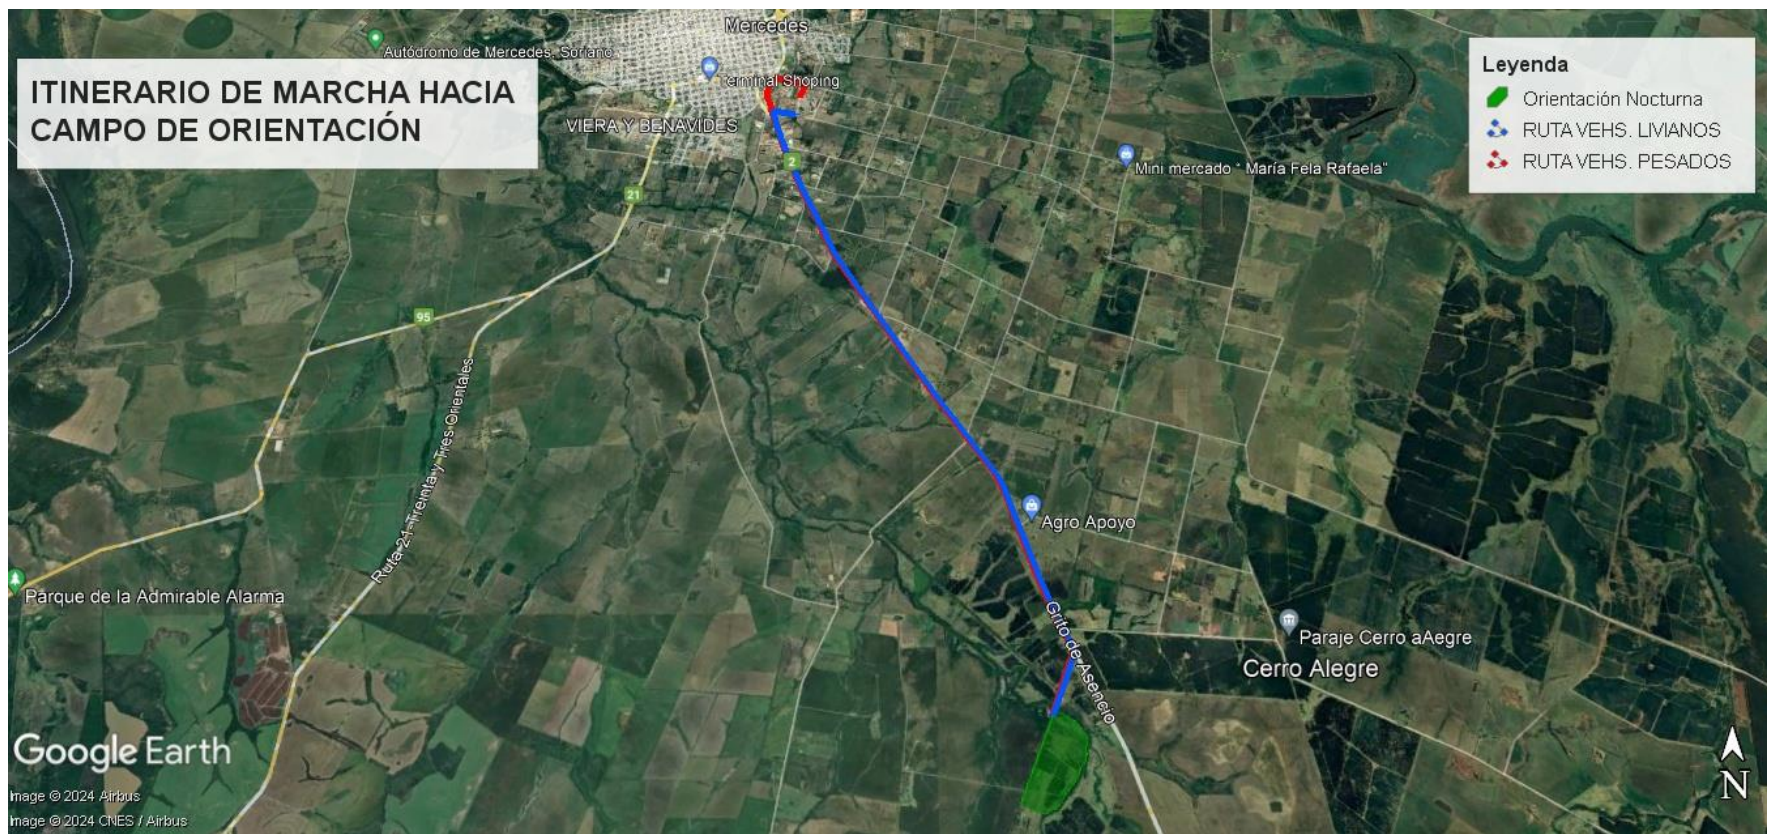 Mercedes
Autódromo de Mercedes, Soriano
Terminal Shoping
ITINERARIO DE MARCHA HACIA
CAMPO DE ORIENTACIÓN
VIERA Y BENAVIDES
Leyenda
Orientación Nocturna
RUTA VEHS. LIVIANOS
RUTA VEHS. PESADOS
2
Mini mercado " María Fela Rafaela"
21
95
Ruta 21-Treinta y Tres Orientales
Agro Apoyo
Parque de la Admirable Alarma
Grito de Asencio
Paraje Cerro aAegre
Cerro Alegre
Google Earth
Image © 2024 Airbus
Image © 2024 CNES / Airbus
N